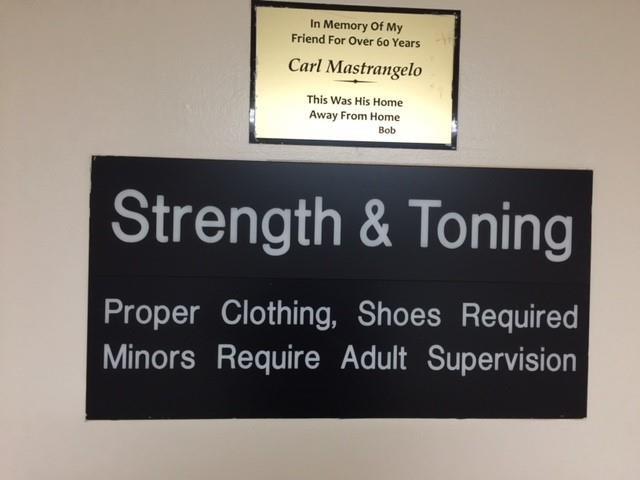 In Memory Of My
Friend For Over 60 Years
Carl Mastrangelo
This Was His Home
Away From Home
Bob
Strength & Toning
Proper Clothing, Shoes Required
Minors Require Adult Supervision